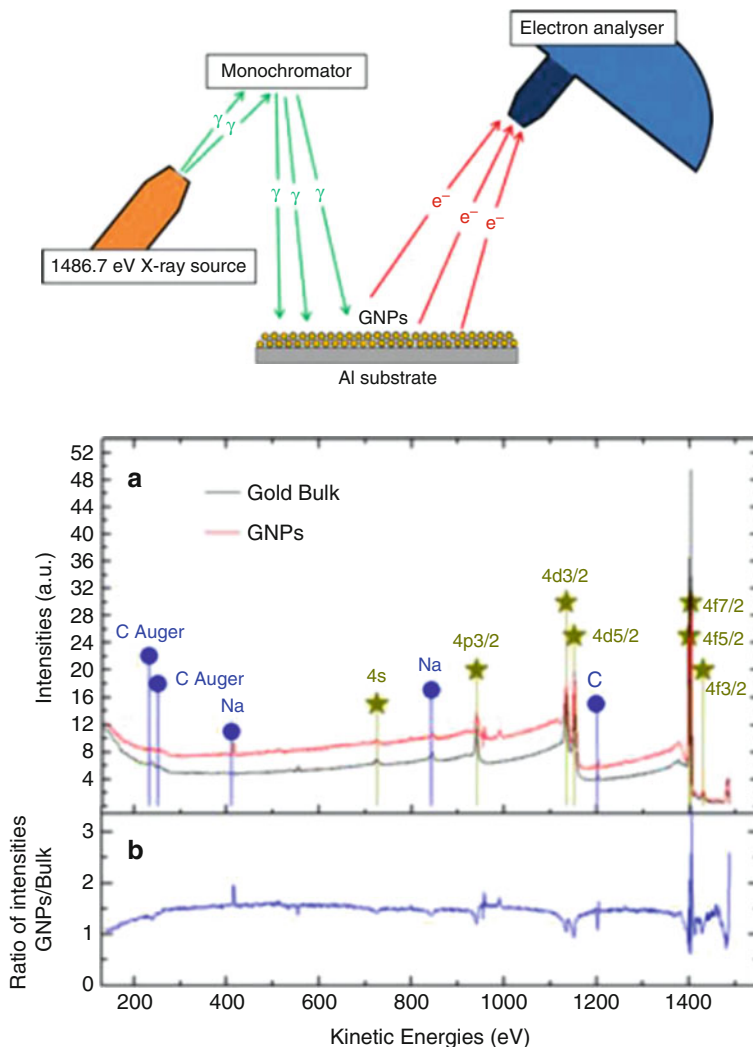 Electron analyser
Monochromator
γ
γ
γ
γ
γ
e⁻
e⁻
e⁻
1486.7 eV X-ray source
GNPs
Al substrate
52
48
44
40
36
32
28
24
20
16
12
8
4
Intensities (a.u.)
a
Gold Bulk
GNPs
C Auger
C Auger
Na
4s
Na
4p3/2
4d3/2
4d5/2
C
4f7/2
4f5/2
4f3/2
b
3
2
1
0
Ratio of intensities
GNPs/Bulk
200 400 600 800 1000 1200 1400
Kinetic Energies (eV)